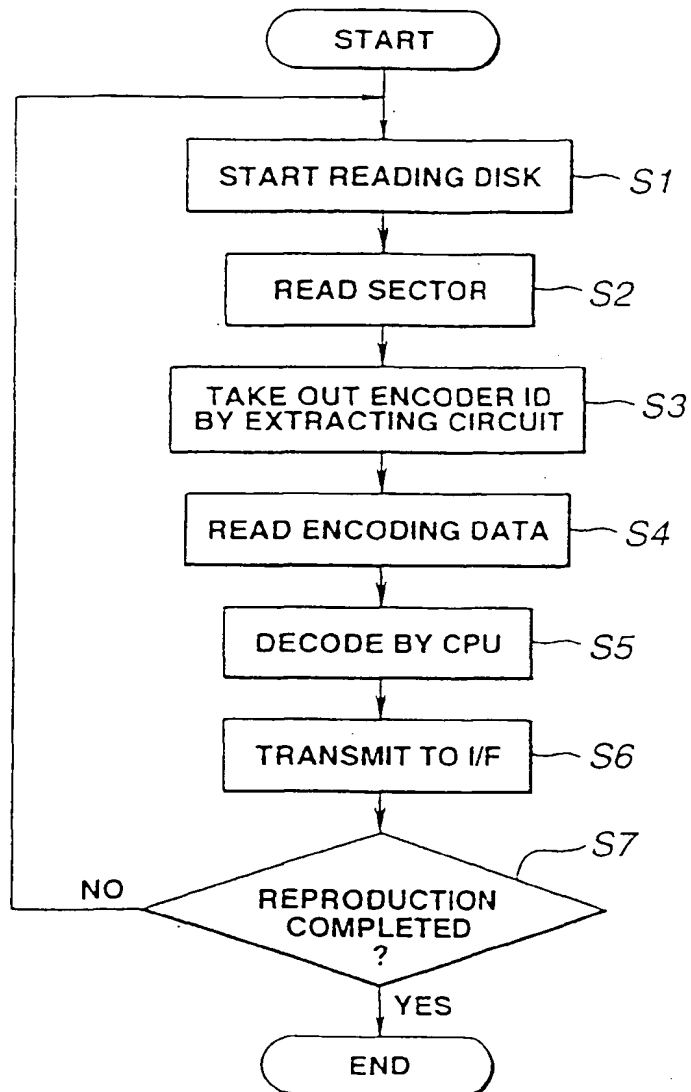 START
START READING DISK
S1
READ SECTOR
S2
TAKE OUT ENCODER ID
BY EXTRACTING CIRCUIT
S3
READ ENCODING DATA
S4
DECODE BY CPU
S5
TRANSMIT TO I/F
S6
S7
NO
REPRODUCTION
COMPLETED
?
YES
END